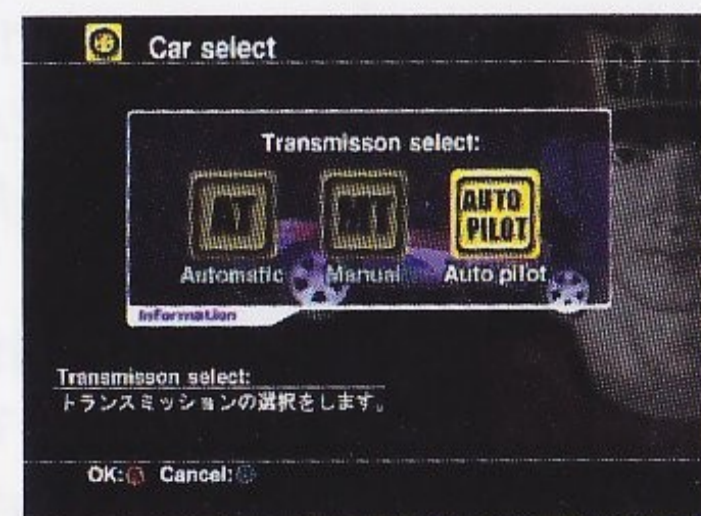 Car select
Transmisson select:
AT MT AUTO PILOT
Automatic Manual Auto pilot
Information
Transmisson select:
トランスミッションの選択をします。
OK: Cancel: